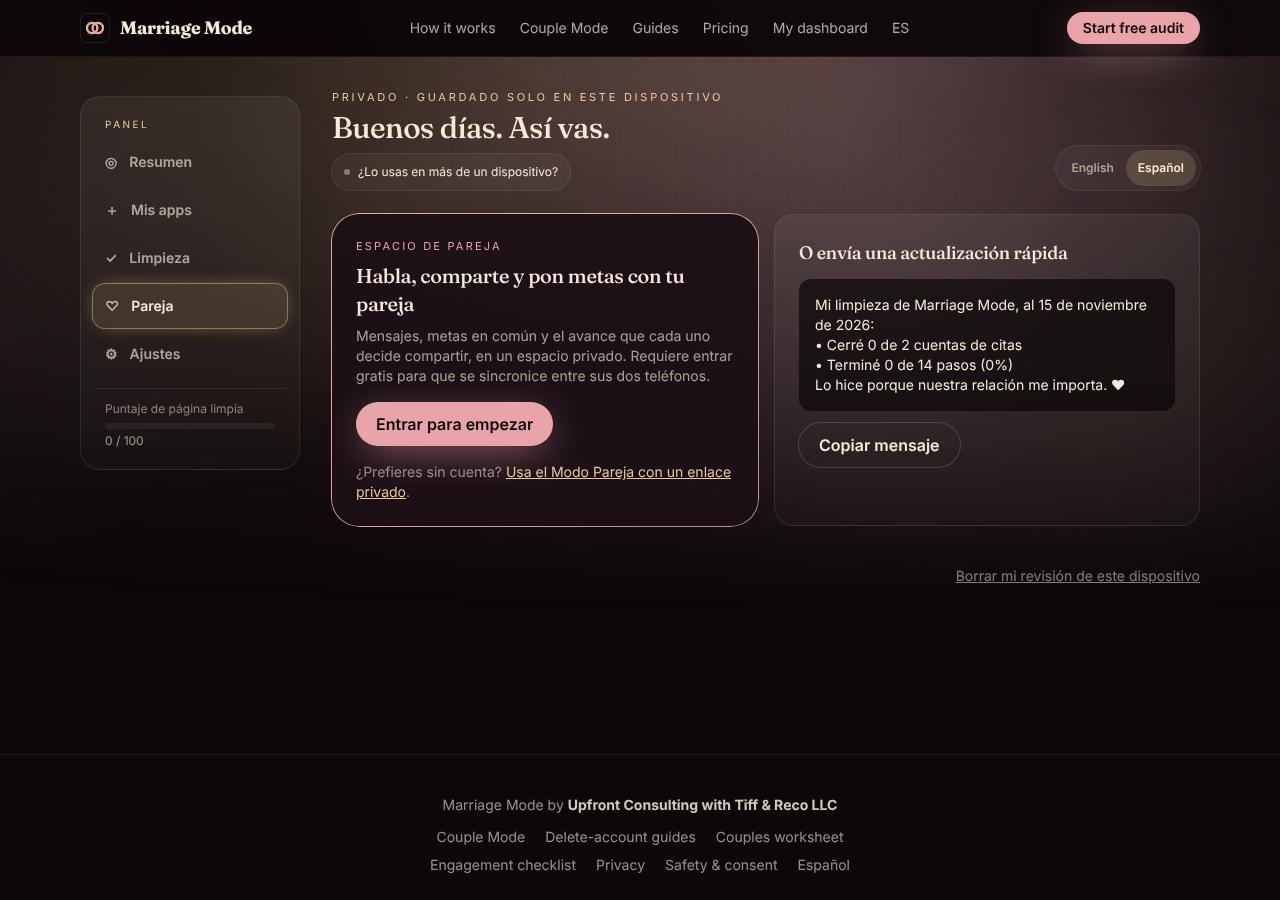 Marriage Mode
How it works
Couple Mode
Guides
Pricing
My dashboard
ES
Start free audit
PANEL
Resumen
Mis apps
Limpieza
Pareja
Ajustes
Puntaje de página limpia
0 / 100
PRIVADO · GUARDADO SOLO EN ESTE DISPOSITIVO
Buenos días. Así vas.
¿Lo usas en más de un dispositivo?
English
Español
ESPACIO DE PAREJA
Habla, comparte y pon metas con tu
pareja
Mensajes, metas en común y el avance que cada uno
decide compartir, en un espacio privado. Requiere entrar
gratis para que se sincronice entre sus dos teléfonos.
Entrar para empezar
¿Prefieres sin cuenta? Usa el Modo Pareja con un enlace
privado.
O envía una actualización rápida
Mi limpieza de Marriage Mode, al 15 de noviembre
de 2026:
• Cerré 0 de 2 cuentas de citas
• Terminé 0 de 14 pasos (0%)
Lo hice porque nuestra relación me importa. ♥
Copiar mensaje
Borrar mi revisión de este dispositivo
Marriage Mode by Upfront Consulting with Tiff & Reco LLC
Couple Mode
Delete-account guides
Couples worksheet
Engagement checklist
Privacy
Safety & consent
Español